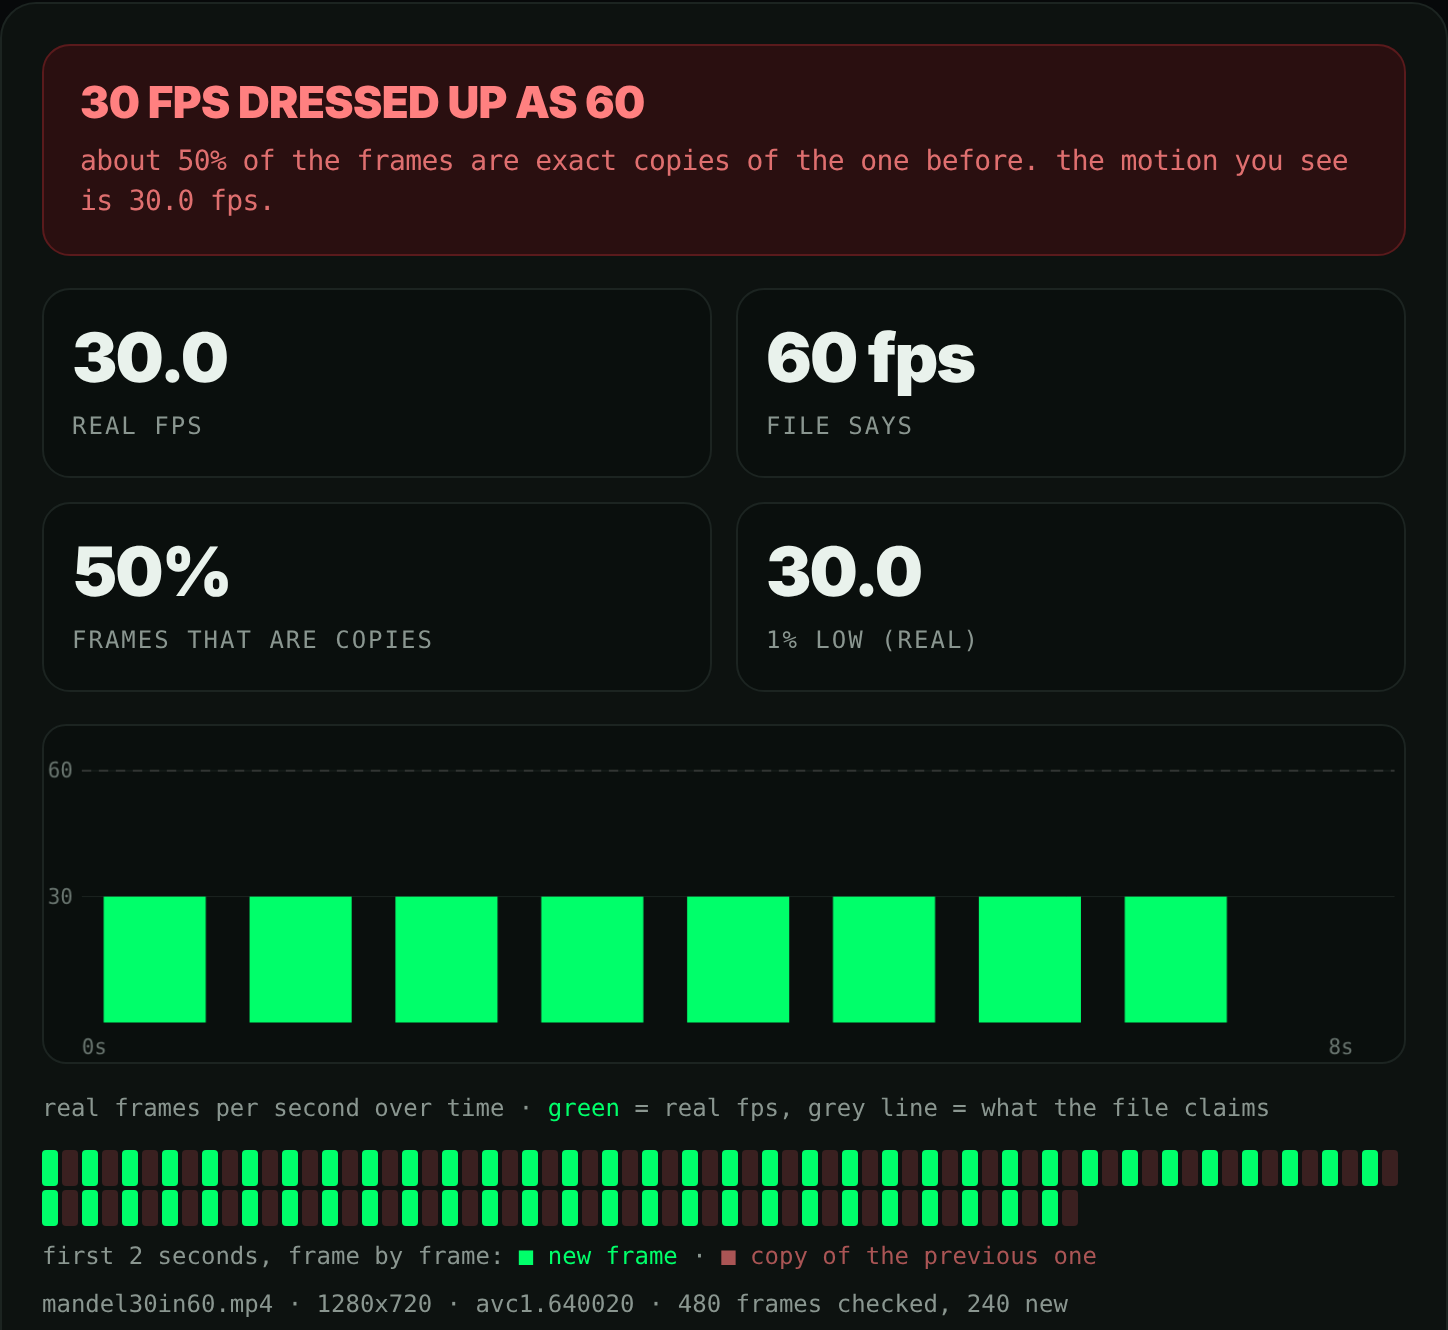 30 FPS DRESSED UP AS 60
about 50% of the frames are exact copies of the one before. the motion you see
is 30.0 fps.
30.0
REAL FPS
60 fps
FILE SAYS
50%
FRAMES THAT ARE COPIES
30.0
1% LOW (REAL)
60
30
0s
8s
real frames per second over time · green = real fps, grey line = what the file claims
first 2 seconds, frame by frame: ■ new frame · ■ copy of the previous one
mandel30in60.mp4 · 1280x720 · avc1.640020 · 480 frames checked, 240 new